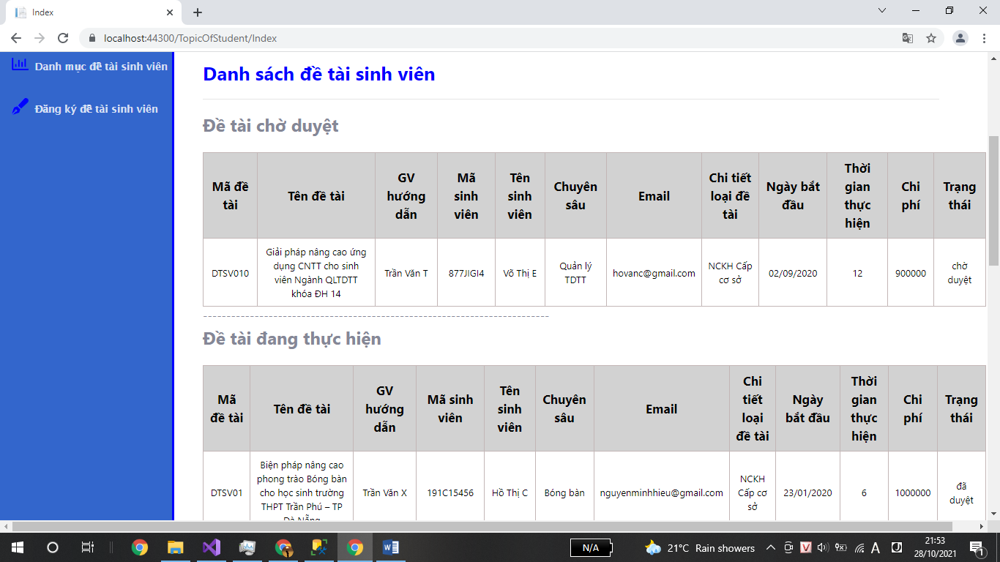 Index
localhost:44300/TopicOfStudent/Index
Danh mục đề tài sinh viên
Đăng ký đề tài sinh viên
Danh sách đề tài sinh viên
Đề tài chờ duyệt
Mã đề tài
Tên đề tài
GV hướng dẫn
Mã sinh viên
Tên sinh viên
Chuyên sâu
Email
Chi tiết loại đề tài
Ngày bắt đầu
Thời gian thực hiện
Chi phí
Trạng thái
DTSV010
Giải pháp nâng cao ứng
dụng CNTT cho sinh
viên Ngành QLTDTT
khóa ĐH 14
Trần Văn T
877JIGI4
Võ Thị E
Quản lý
TDTT
hovanc@gmail.com
NCKH Cấp
cơ sở
02/09/2020
12
900000
chờ
duyệt
--------------------------------------------------------------------------
Đề tài đang thực hiện
Mã đề tài
Tên đề tài
GV hướng dẫn
Mã sinh viên
Tên sinh viên
Chuyên sâu
Email
Chi tiết loại đề tài
Ngày bắt đầu
Thời gian thực hiện
Chi phí
Trạng thái
DTSV01
Biện pháp nâng cao
phong trào Bóng bàn
cho học sinh trường
THPT Trần Phú – TP
Đà Nẵng
Trần Văn X
191C15456
Hồ Thị C
Bóng bàn
nguyenminhhieu@gmail.com
NCKH
Cấp cơ
sở
23/01/2020
6
1000000
đã
duyệt
N/A
21°C Rain showers
21:53
28/10/2021
1